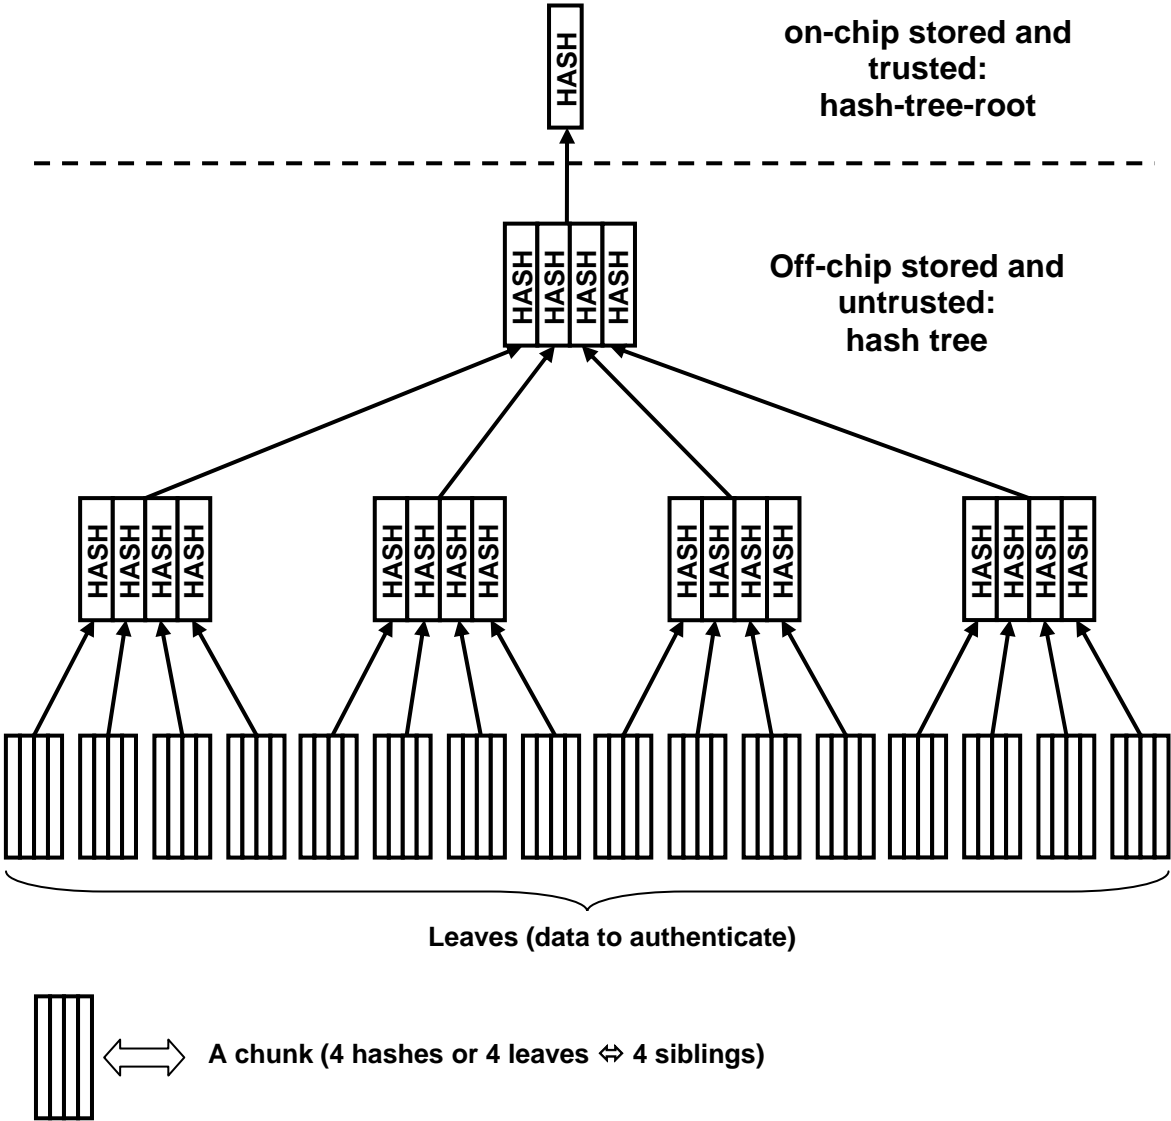 HASH
on-chip stored and
trusted:
hash-tree-root
HASH HASH HASH HASH
Off-chip stored and
untrusted:
hash tree
HASH HASH HASH HASH HASH HASH HASH HASH HASH HASH HASH HASH HASH HASH HASH HASH
Leaves (data to authenticate)
A chunk (4 hashes or 4 leaves ⇔ 4 siblings)